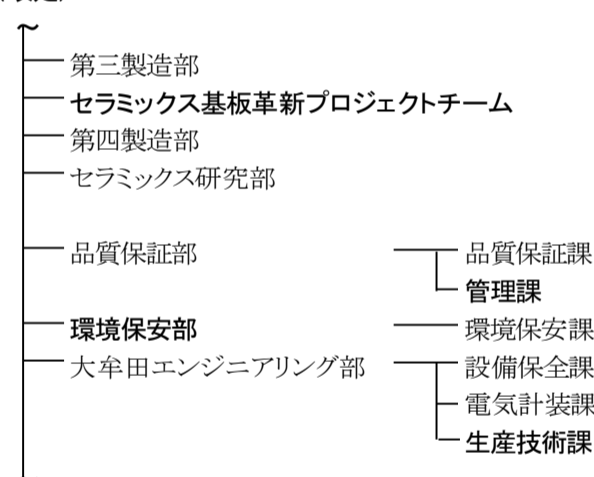 第三製造部
セラミックス基板革新プロジェクトチーム
第四製造部
セラミックス研究部
品質保証部 品質保証課
管理課
環境保安部 環境保安課
大牟田エンジニアリング部 設備保全課
電気計装課
生産技術課